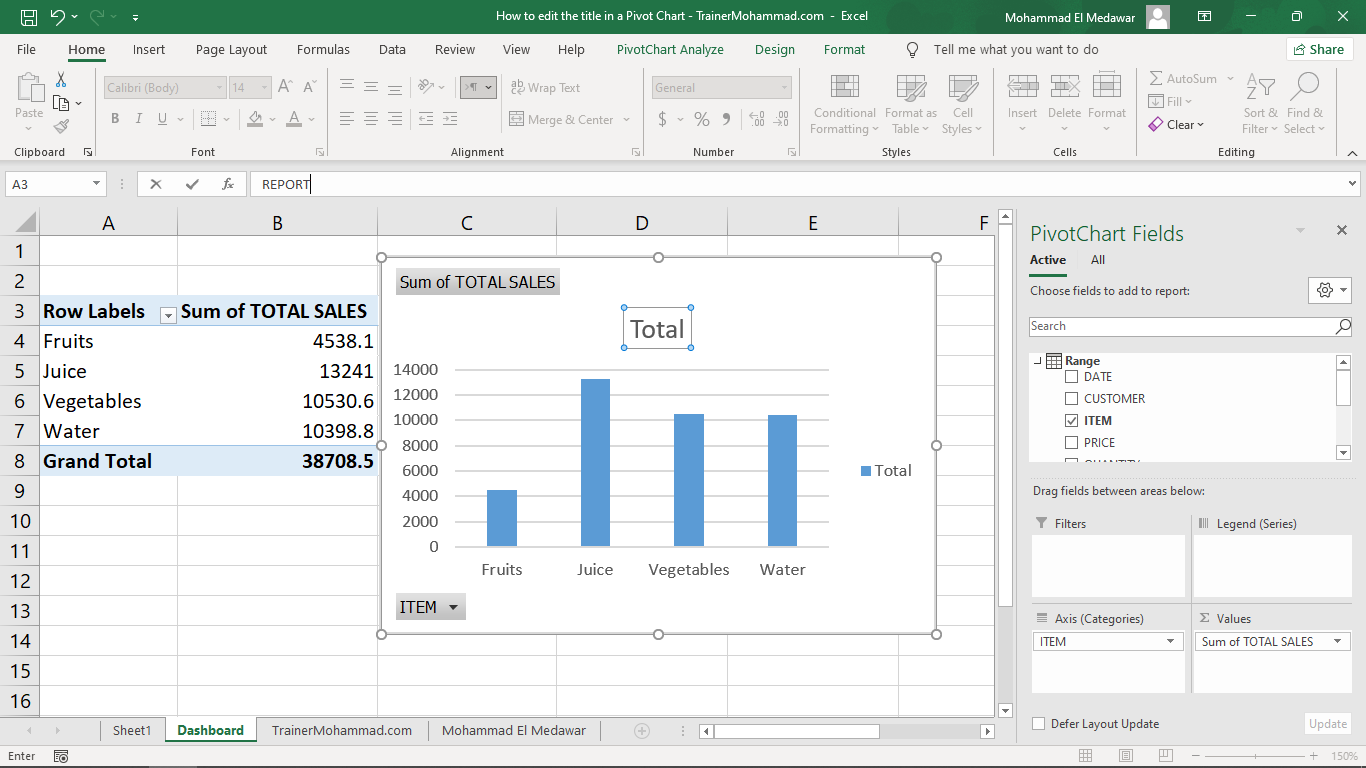 How to edit the title in a Pivot Chart - TrainerMohammad.com - Excel
Mohammad El Medawar
File Home Insert Page Layout Formulas Data Review View Help PivotChart Analyze Design Format Tell me what you want to do Share
Paste
Calibri (Body) 14
B I U A
Wrap Text
Merge & Center
General
$ %
Conditional Formatting
Format as Table
Cell Styles
Insert Delete Format
AutoSum
Fill
Clear
Sort & Filter
Find & Select
Clipboard Font Alignment Number Styles Cells Editing
A3 fx REPORT
A B C D E F
1
2
3 Row Labels Sum of TOTAL SALES
4 Fruits 4538.1
5 Juice 13241
6 Vegetables 10530.6
7 Water 10398.8
8 Grand Total 38708.5
9
10
11
12
13
14
15
16
Sum of TOTAL SALES
Total
14000
12000
10000
8000
6000
4000
2000
0
Fruits Juice Vegetables Water
Total
ITEM
PivotChart Fields
Active All
Choose fields to add to report:
Search
Range
DATE
CUSTOMER
ITEM
PRICE
Drag fields between areas below:
Filters
Legend (Series)
Axis (Categories)
ITEM
Σ Values
Sum of TOTAL SALES
Defer Layout Update
Update
Sheet1 Dashboard TrainerMohammad.com Mohammad El Medawar
Enter
150%